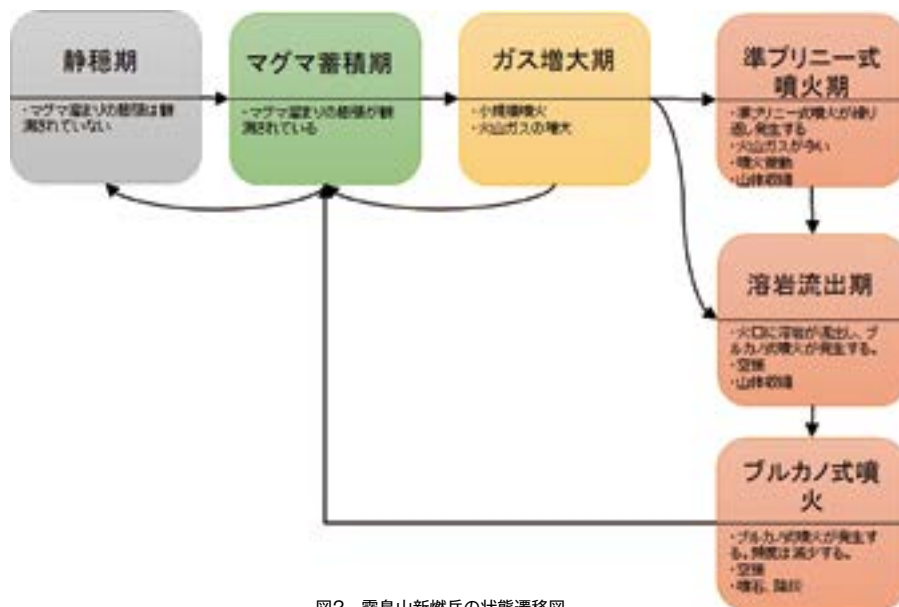 静穏期
・マグマ溜まりの膨張は観
測されていない
マグマ蓄積期
・マグマ溜まりの膨張が観
測されている
ガス増大期
・小規模噴火
・火山ガスの増大
準プリニー式
噴火期
・準プリニー式噴火が繰り
返し発生する
・火山ガスが多い
・噴火微動
・山体収縮
溶岩流出期
・火口に溶岩が流出し、ブ
ルカノ式噴火が発生する。
・空振
・山体収縮
ブルカノ式噴
火
・ブルカノ式噴火が発生す
る。頻度は減少する。
・空振
・噴石、降灰
図2 霧島山新燃岳の状態遷移図